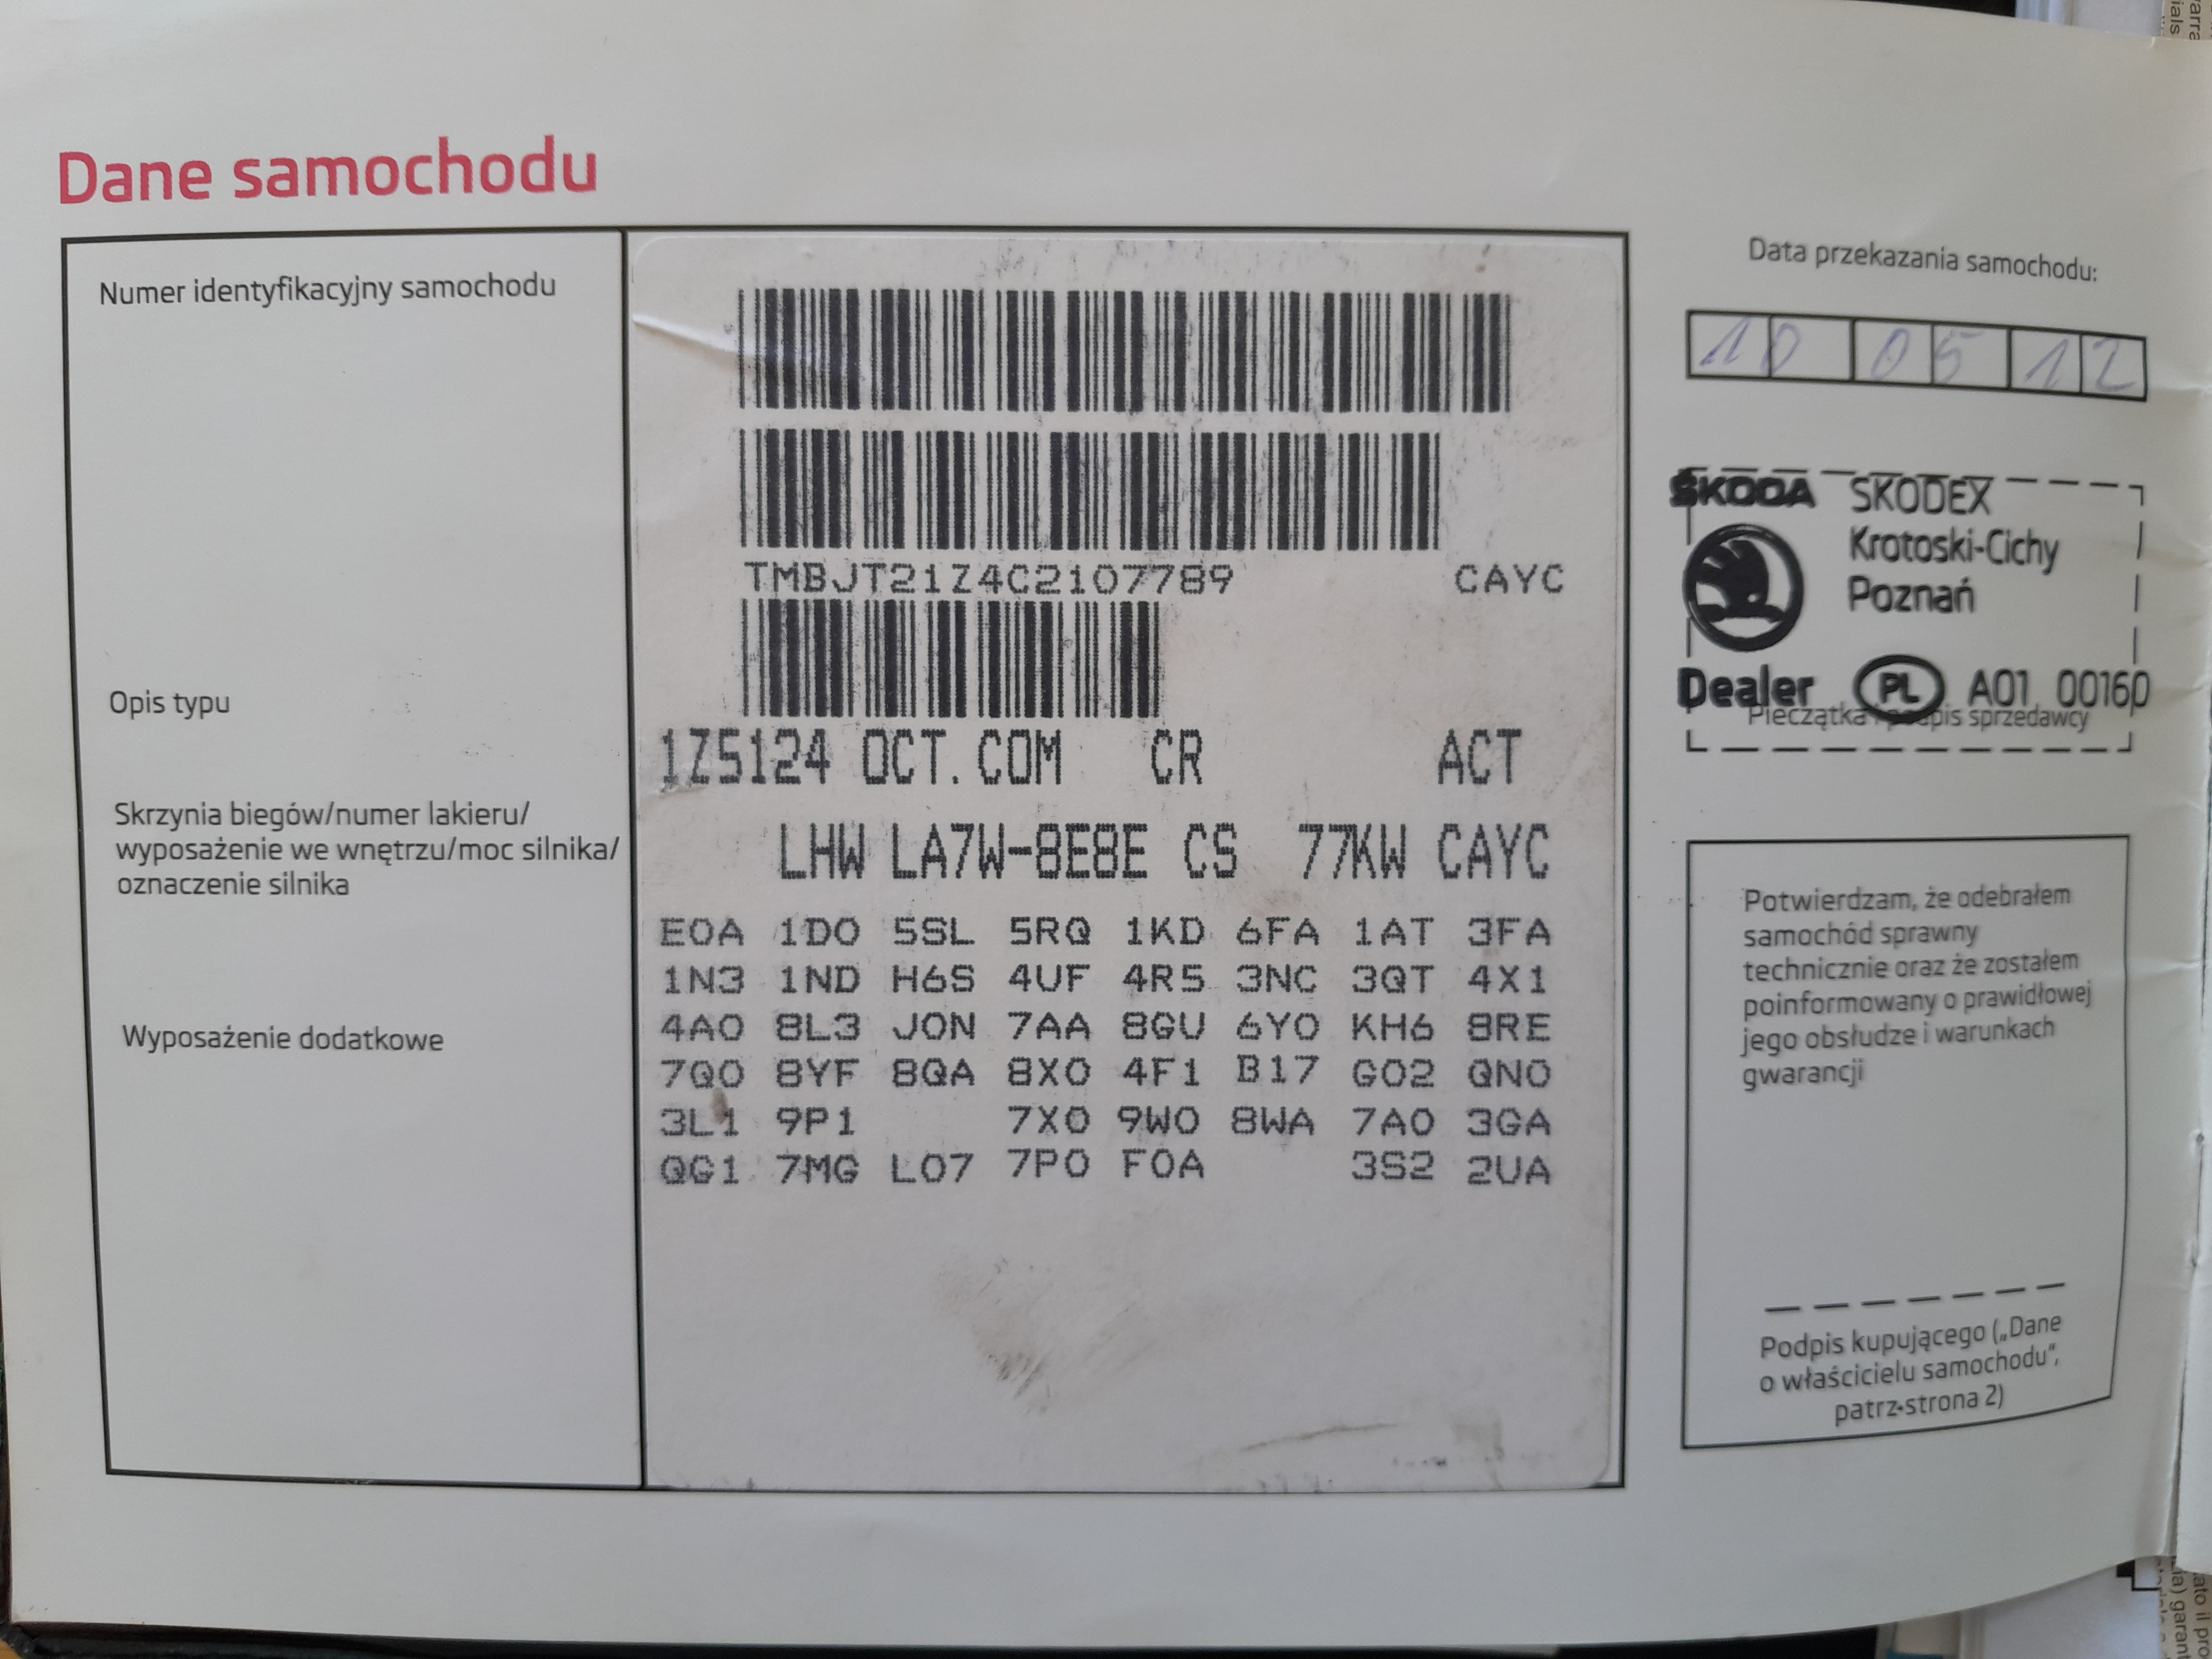 Dane samochodu
Numer identyfikacyjny samochodu
TMBJT21Z4C2107789 CAYC
Opis typu
1Z5124 OCT.COM CR ACT
Skrzynia biegów/numer lakieru/
wyposażenie we wnętrzu/moc silnika/
oznaczenie silnika
LHW LA7W-8E8E CS 77KW CAYC
Wyposażenie dodatkowe
E0A 1D0 5SL 5RQ 1KD 6FA 1AT 3FA
1N3 1ND H6S 4UF 4R5 3NC 3QT 4X1
4A0 8L3 J0N 7AA 8GU 6Y0 KH6 8RE
7Q0 8YF 8QA 8X0 4F1 B17 G02 QN0
3L1 9P1 7X0 9W0 8WA 7A0 3GA
QG1 7MG L07 7P0 F0A 3S2 2UA
Data przekazania samochodu:
10 05 12
ŠKODA SKODEX
Krotoski-Cichy
Poznań
Dealer PL A01 00160
Pieczątka i podpis sprzedawcy
Potwierdzam, że odebrałem
samochód sprawny
technicznie oraz że zostałem
poinformowany o prawidłowej
jego obsłudze i warunkach
gwarancji
Podpis kupującego („Dane
o właścicielu samochodu",
patrz-strona 2)